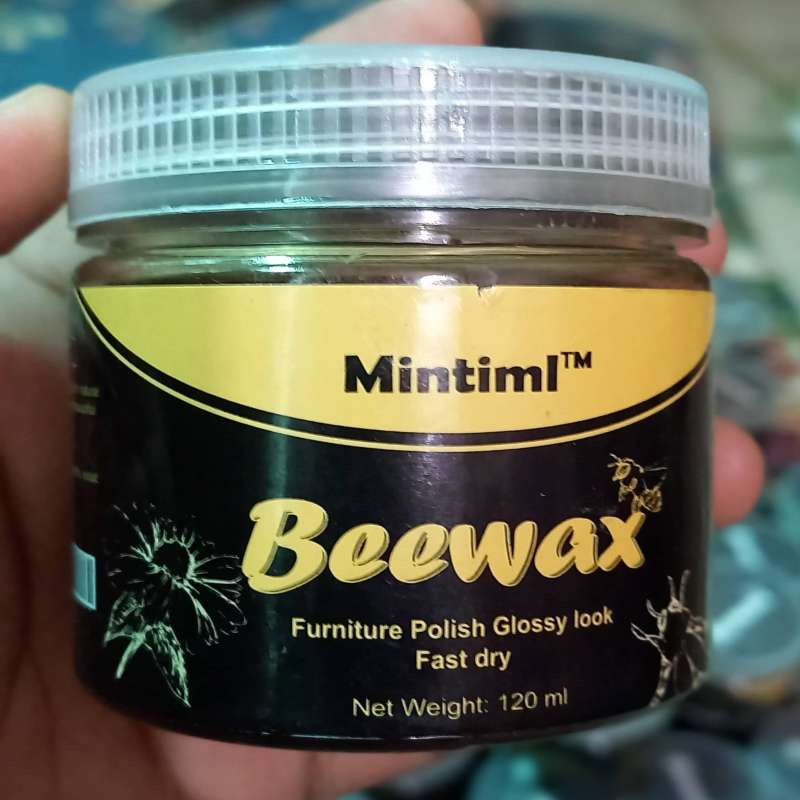 Mintiml™
Beewax
Furniture Polish Glossy look
Fast dry
Net Weight: 120 ml